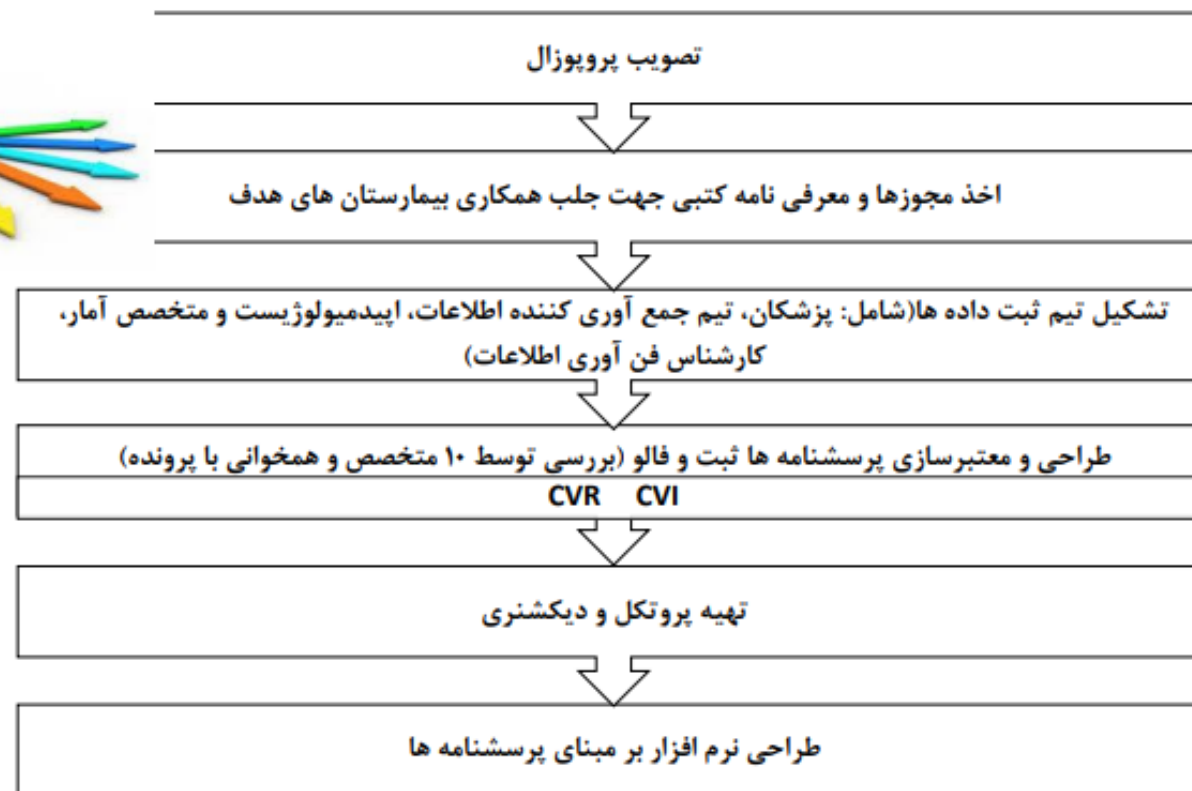 تصویب پروپوزال
اخذ مجوزها و معرفی نامه کتبی جهت جلب همکاری بیمارستان های هدف
تشکیل تیم ثبت داده ها(شامل: پزشکان، تیم جمع آوری کننده اطلاعات، اپیدمیولوژیست و متخصص آمار،
کارشناس فن آوری اطلاعات)
طراحی و معتبرسازی پرسشنامه ها ثبت و فالو (بررسی توسط ۱۰ متخصص و همخوانی با پرونده)
CVR CVI
تهیه پروتکل و دیکشنری
طراحی نرم افزار بر مبنای پرسشنامه ها